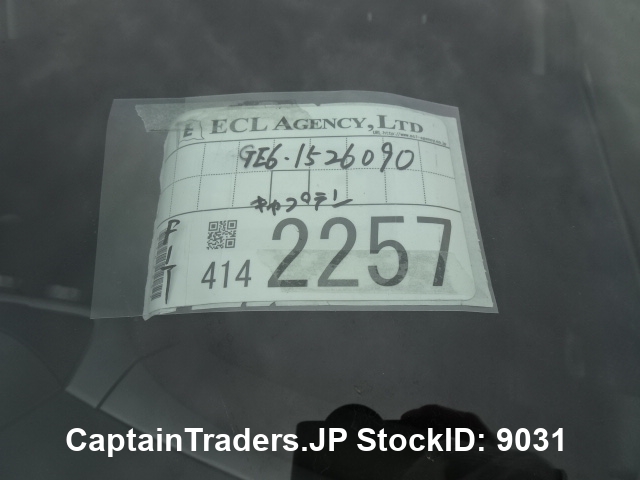 E ECL AGENCY, LTD
GE6・1526090
キャプテン
FIT
414 2257
CaptainTraders.JP StockID: 9031